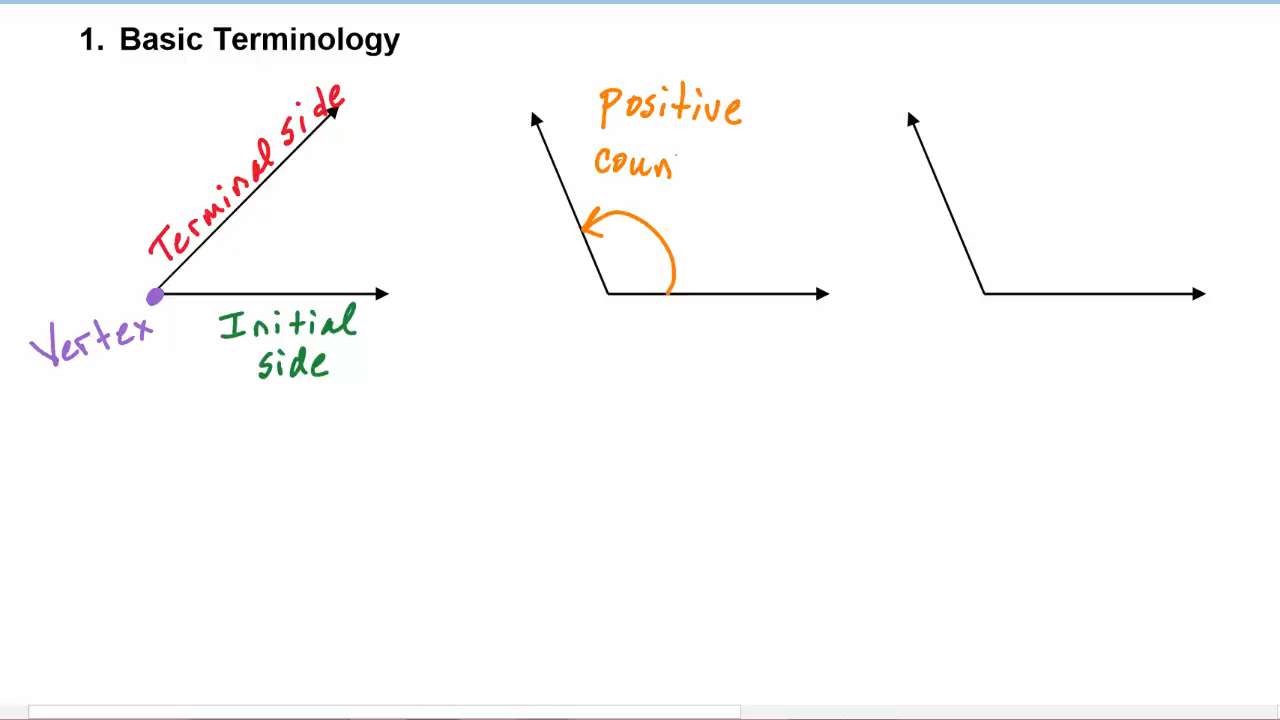 1. Basic Terminology
Terminal side
Vertex
Initial
side
Positive
coun